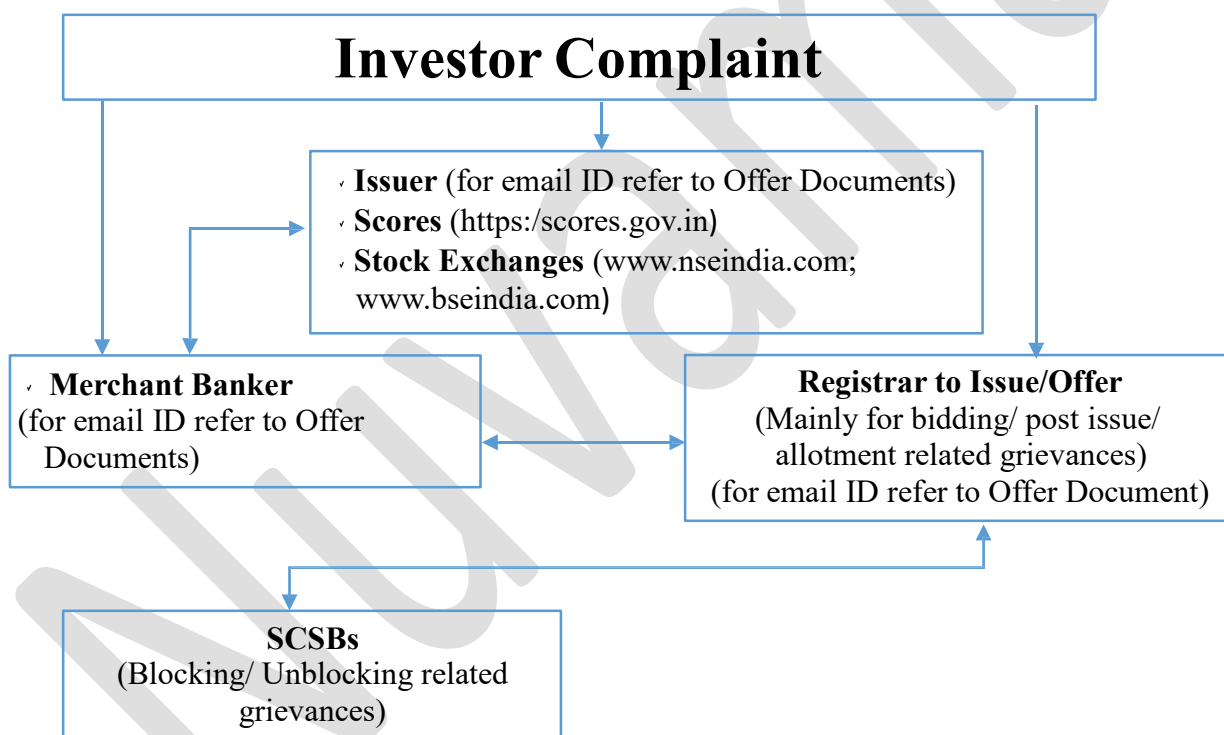 Investor Complaint
✓ Issuer (for email ID refer to Offer Documents)
✓ Scores (https:/scores.gov.in)
✓ Stock Exchanges (www.nseindia.com;
www.bseindia.com)
✓ Merchant Banker
(for email ID refer to Offer
Documents)
Registrar to Issue/Offer
(Mainly for bidding/ post issue/
allotment related grievances)
(for email ID refer to Offer Document)
SCSBs
(Blocking/ Unblocking related
grievances)
Nuvama